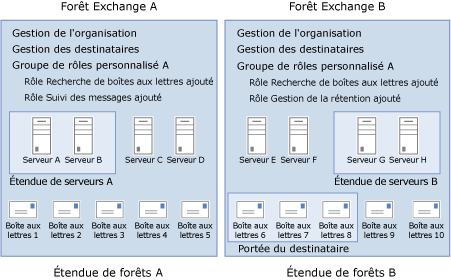 Forêt Exchange A
Gestion de l'organisation
Gestion des destinataires
Groupe de rôles personnalisé A
Rôle Recherche de boîtes aux lettres ajouté
Rôle Suivi des messages ajouté
Serveur A Serveur B Serveur C Serveur D
Étendue de serveurs A
Boîte aux lettres 1
Boîte aux lettres 2
Boîte aux lettres 3
Boîte aux lettres 4
Boîte aux lettres 5
Étendue de forêts A
Forêt Exchange B
Gestion de l'organisation
Gestion des destinataires
Groupe de rôles personnalisé A
Rôle Recherche de boîtes aux lettres ajouté
Rôle Gestion de la rétention ajouté
Serveur E Serveur F Serveur G Serveur H
Étendue de serveurs B
Boîte aux lettres 6
Boîte aux lettres 7
Boîte aux lettres 8
Boîte aux lettres 9
Boîte aux lettres 10
Portée du destinataire
Étendue de forêts B